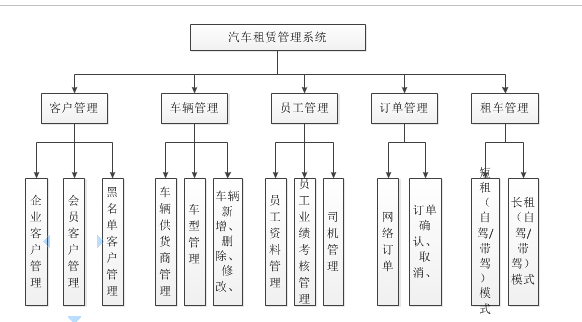 汽车租赁管理系统
客户管理
车辆管理
员工管理
订单管理
租车管理
企业客户管理
会员客户管理
黑名单客户管理
车辆供货商管理
车型管理
车辆
新
增、
删
除、
修
改、
员工资料管理
员工业绩考核管理
司机管理
网络订单
订单
确
认、
取
消、
短租（自驾/带驾）模式
长租
（自
驾/
带
驾）
模式